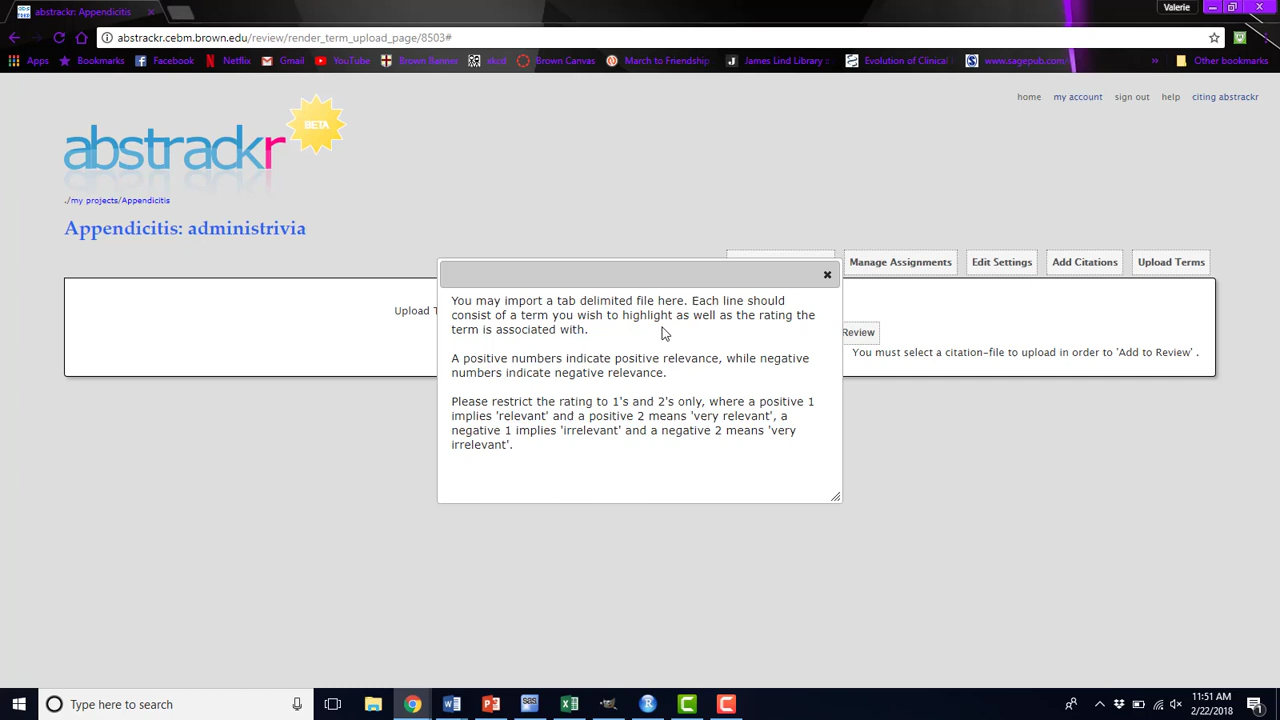 abstrackr: Appendicitis
Valerie
abstrackr.cebm.brown.edu/review/render_term_upload_page/8503#
Apps
Bookmarks
Facebook
Netflix
Gmail
YouTube
Brown Banner
xkcd
Brown Canvas
March to Friendship
James Lind Library
Evolution of Clinical
www.sagepub.com/
»
Other bookmarks
home
my account
sign out
help
citing abstrackr
abstrackr
BETA
./my projects/Appendicitis
Appendicitis: administrivia
Manage Assignments
Edit Settings
Add Citations
Upload Terms
You may import a tab delimited file here. Each line should
consist of a term you wish to highlight as well as the rating the
term is associated with.
A positive numbers indicate positive relevance, while negative
numbers indicate negative relevance.
Please restrict the rating to 1's and 2's only, where a positive 1
implies 'relevant' and a positive 2 means 'very relevant', a
negative 1 implies 'irrelevant' and a negative 2 means 'very
irrelevant'.
Upload T
Review
You must select a citation-file to upload in order to 'Add to Review' .
Type here to search
11:51 AM
2/22/2018